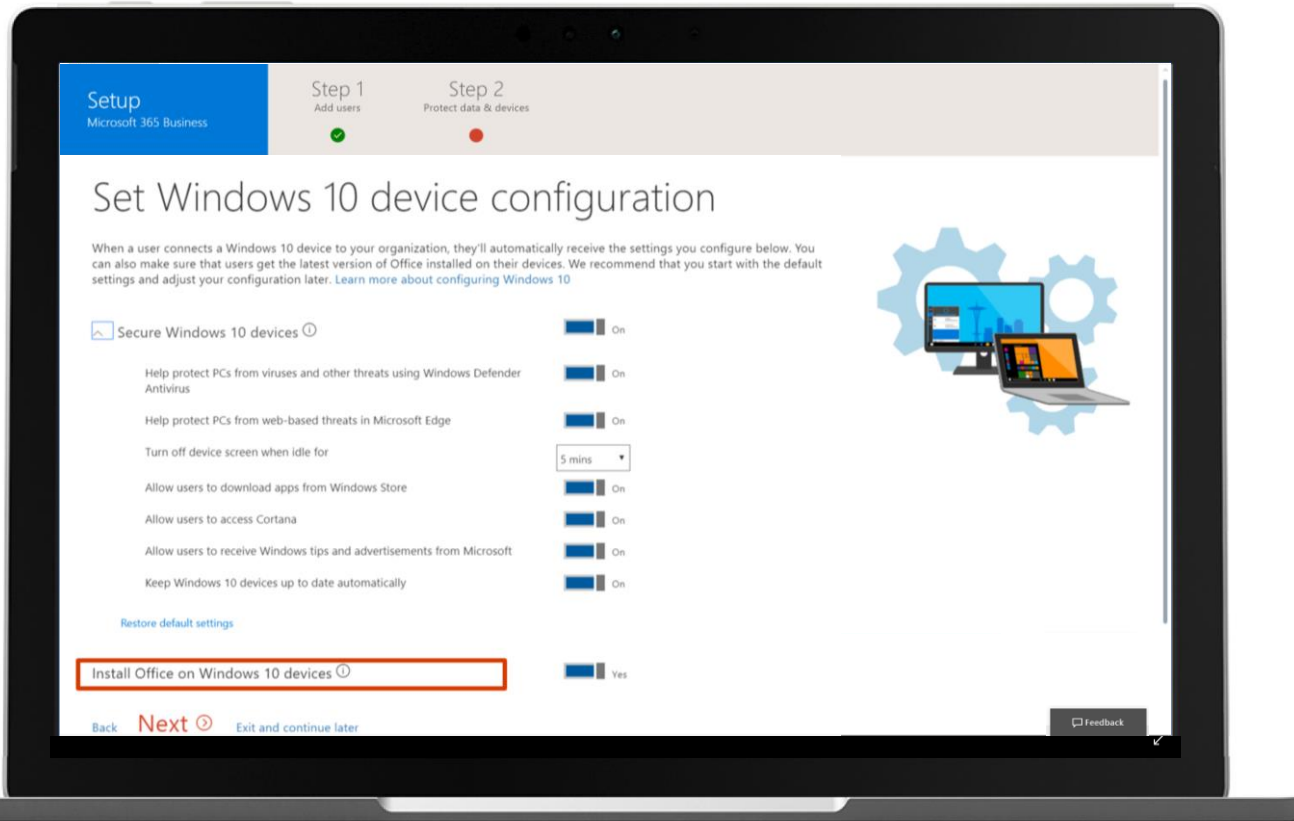 Setup
Microsoft 365 Business
Step 1
Add users
Step 2
Protect data & devices
Set Windows 10 device configuration
When a user connects a Windows 10 device to your organization, they'll automatically receive the settings you configure below. You
can also make sure that users get the latest version of Office installed on their devices. We recommend that you start with the default
settings and adjust your configuration later. Learn more about configuring Windows 10
Secure Windows 10 devices
On
Help protect PCs from viruses and other threats using Windows Defender
Antivirus
On
Help protect PCs from web-based threats in Microsoft Edge
On
Turn off device screen when idle for
5 mins
Allow users to download apps from Windows Store
On
Allow users to access Cortana
On
Allow users to receive Windows tips and advertisements from Microsoft
On
Keep Windows 10 devices up to date automatically
On
Restore default settings
Install Office on Windows 10 devices
Yes
Back
Next
Exit and continue later
Feedback